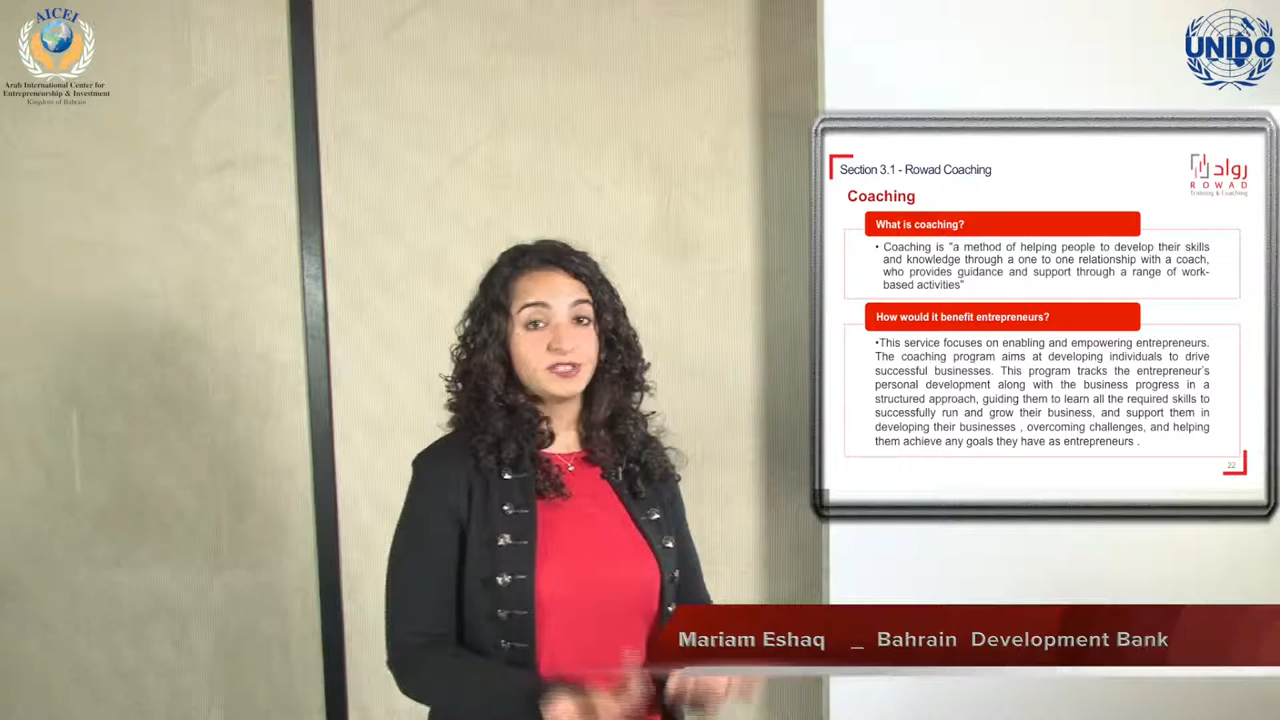 AICEI
Arab International Center for
Entrepreneurship & Investment
Kingdom of Bahrain
UNIDO
Section 3.1 - Rowad Coaching
رواد
ROWAD
Training & Coaching
Coaching
What is coaching?
• Coaching is "a method of helping people to develop their skills
and knowledge through a one to one relationship with a coach,
who provides guidance and support through a range of work-
based activities"
How would it benefit entrepreneurs?
•This service focuses on enabling and empowering entrepreneurs.
The coaching program aims at developing individuals to drive
successful businesses. This program tracks the entrepreneur's
personal development along with the business progress in a
structured approach, guiding them to learn all the required skills to
successfully run and grow their business, and support them in
developing their businesses , overcoming challenges, and helping
them achieve any goals they have as entrepreneurs .
22
Mariam Eshaq _ Bahrain Development Bank